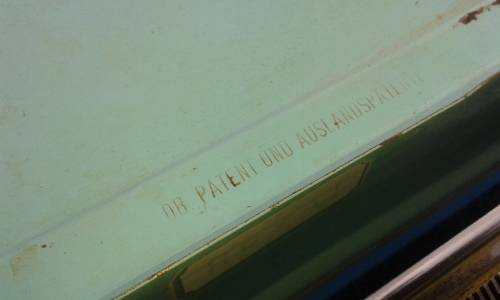 DB PATENT UND AUSLANDSPATENTE